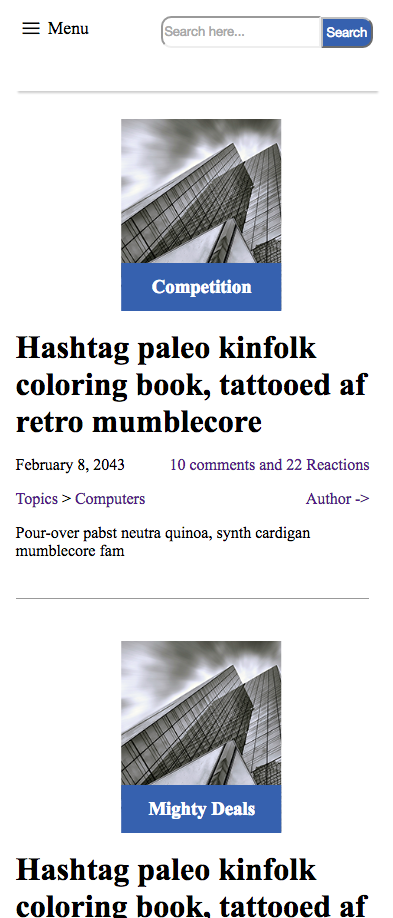 Menu
Search here...
Search
Competition
Hashtag paleo kinfolk
coloring book, tattooed af
retro mumblecore
February 8, 2043
10 comments and 22 Reactions
Topics > Computers
Author ->
Pour-over pabst neutra quinoa, synth cardigan
mumblecore fam
Mighty Deals
Hashtag paleo kinfolk
coloring book, tattooed af